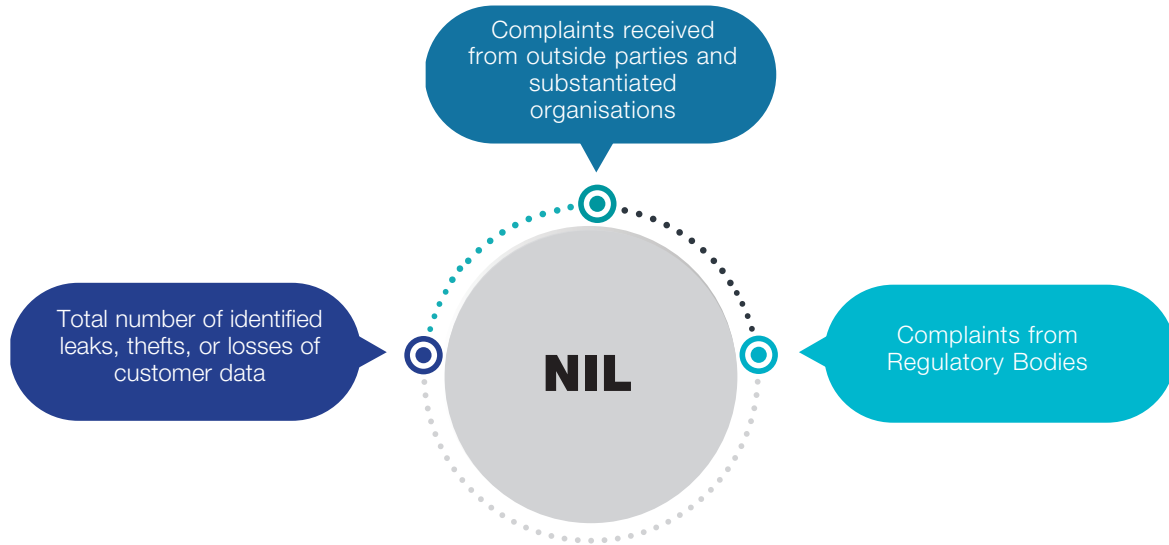 Complaints received
from outside parties and
substantiated
organisations
Total number of identified
leaks, thefts, or losses of
customer data
NIL
Complaints from
Regulatory Bodies